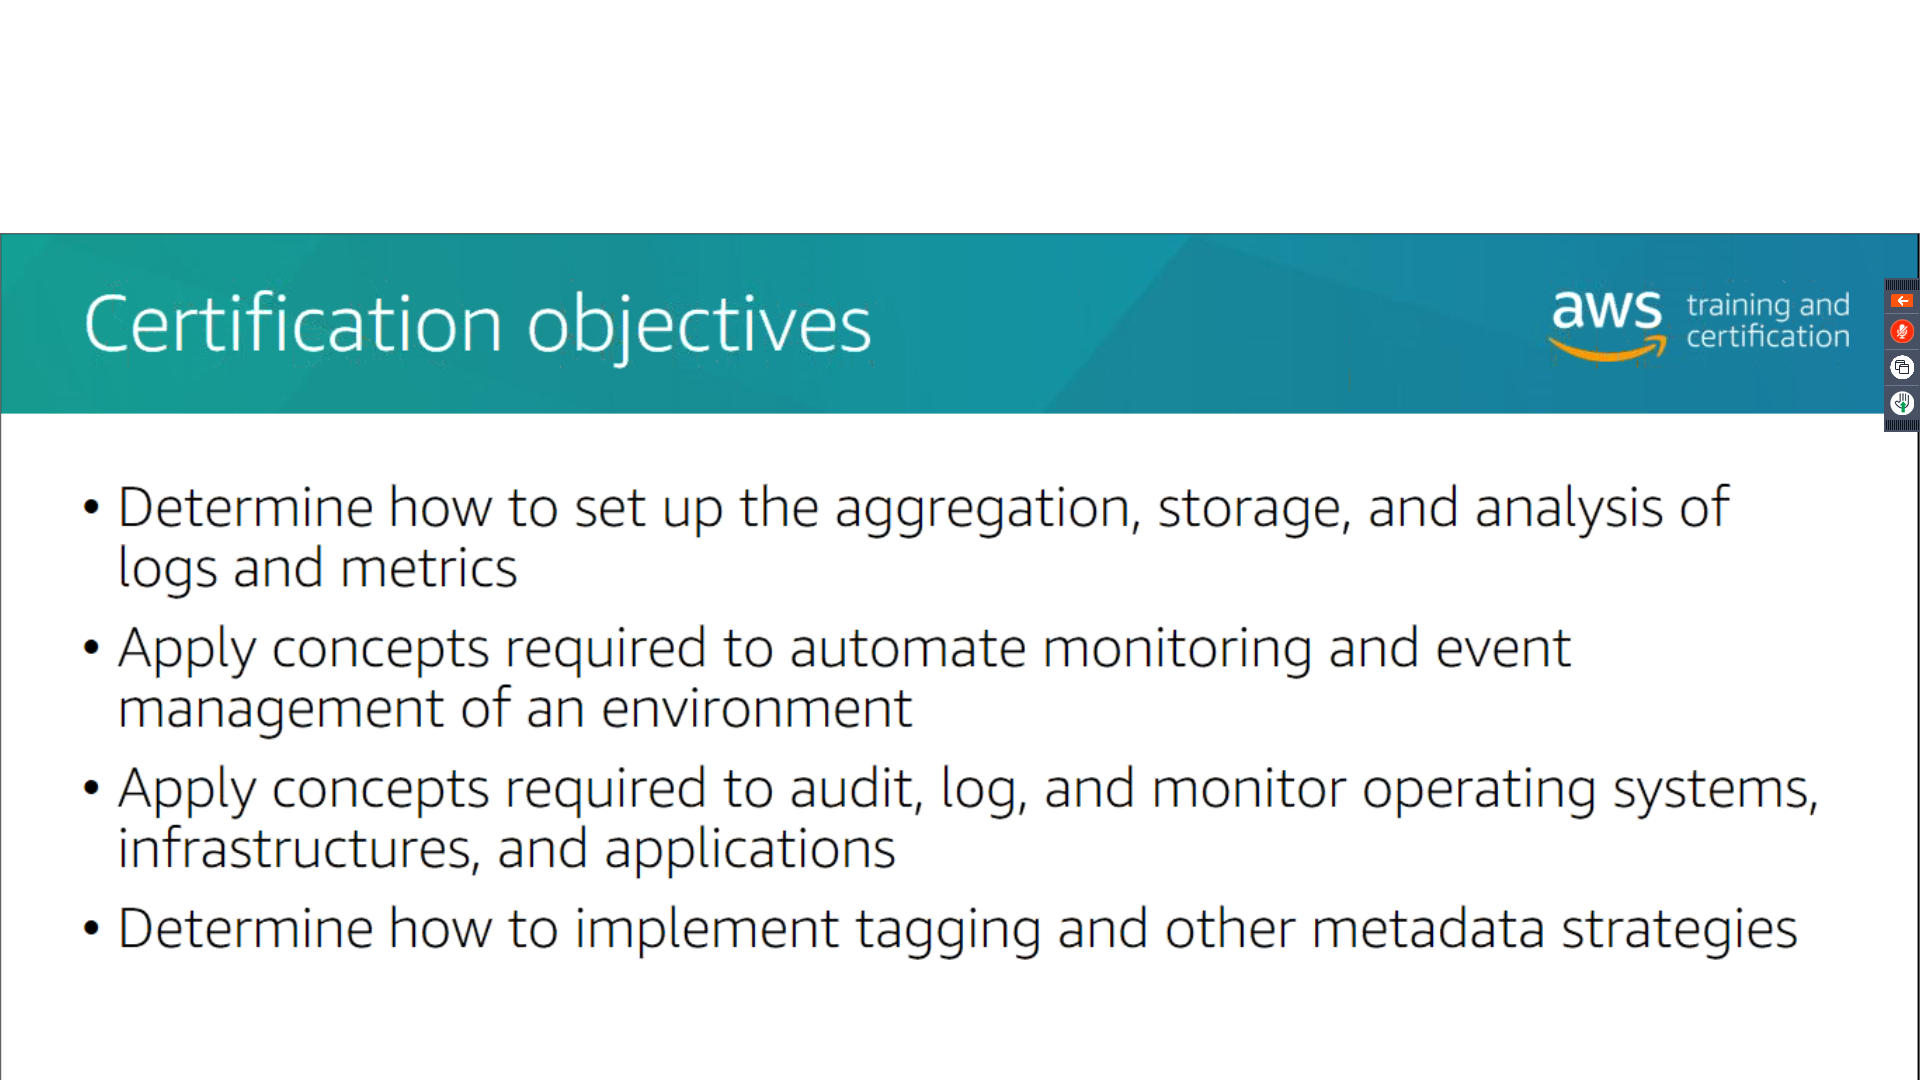 Certification objectives
aws training and
certification
• Determine how to set up the aggregation, storage, and analysis of
logs and metrics
• Apply concepts required to automate monitoring and event
management of an environment
• Apply concepts required to audit, log, and monitor operating systems,
infrastructures, and applications
• Determine how to implement tagging and other metadata strategies